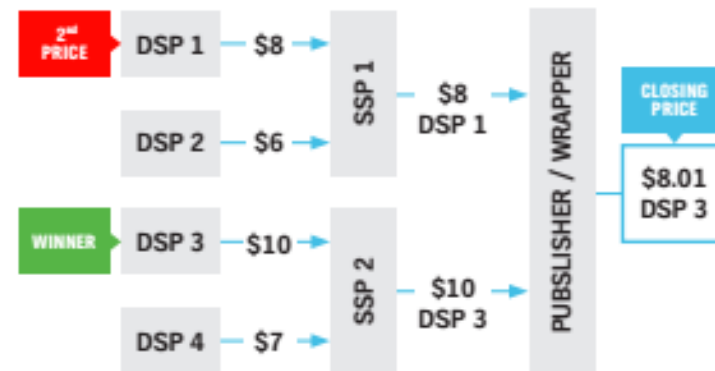 2nd
PRICE
DSP 1
$8
DSP 2
$6
SSP 1
$8
DSP 1
WINNER
DSP 3
$10
DSP 4
$7
SSP 2
$10
DSP 3
PUBSLISHER / WRAPPER
CLOSING
PRICE
$8.01
DSP 3